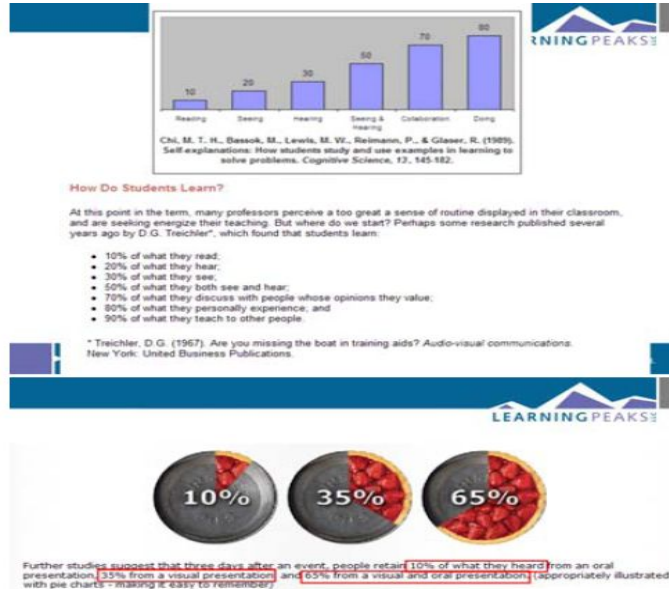 80
70
50
30
20
10
RNINGPEAKS
Reading Seeing Hearing Seeing & Hearing Collaboration Doing
Chi, M. T. H., Bassok, M., Lewis, M. W., Reimann, P., & Glaser, R. (1989).
Self-explanations: How students study and use examples in learning to
solve problems. Cognitive Science, 13, 145-182.
How Do Students Learn?
At this point in the term, many professors perceive a too great a sense of routine displayed in their classroom,
and are seeking energize their teaching. But where do we start? Perhaps some research published several
years ago by D.G. Treichler*, which found that students learn:
• 10% of what they read;
• 20% of what they hear;
• 30% of what they see;
• 50% of what they both see and hear;
• 70% of what they discuss with people whose opinions they value;
• 80% of what they personally experience, and
• 90% of what they teach to other people.
* Treichler, D.G. (1967). Are you missing the boat in training aids? Audio-visual communications.
New York: United Business Publications.
LEARNINGPEAKS
10% 35% 65%
Further studies suggest that three days after an event, people retain 10% of what they heard from an oral
presentation, 35% from a visual presentation and 65% from a visual and oral presentation. (appropriately illustrated
with pie charts - making it easy to remember)